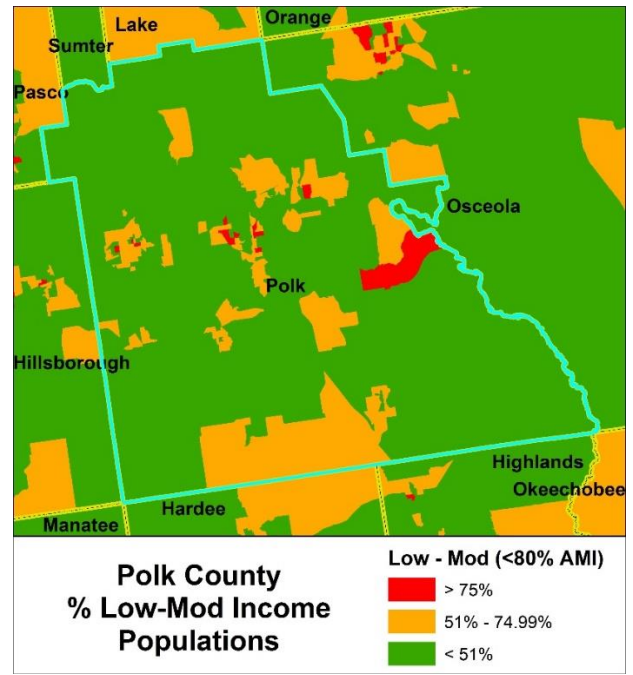 Orange
Lake
Sumter
Pasco
Osceola
Polk
Hillsborough
Highlands
Okeechobee
Hardee
Manatee
Polk County
% Low-Mod Income
Populations
Low - Mod (<80% AMI)
> 75%
51% - 74.99%
< 51%